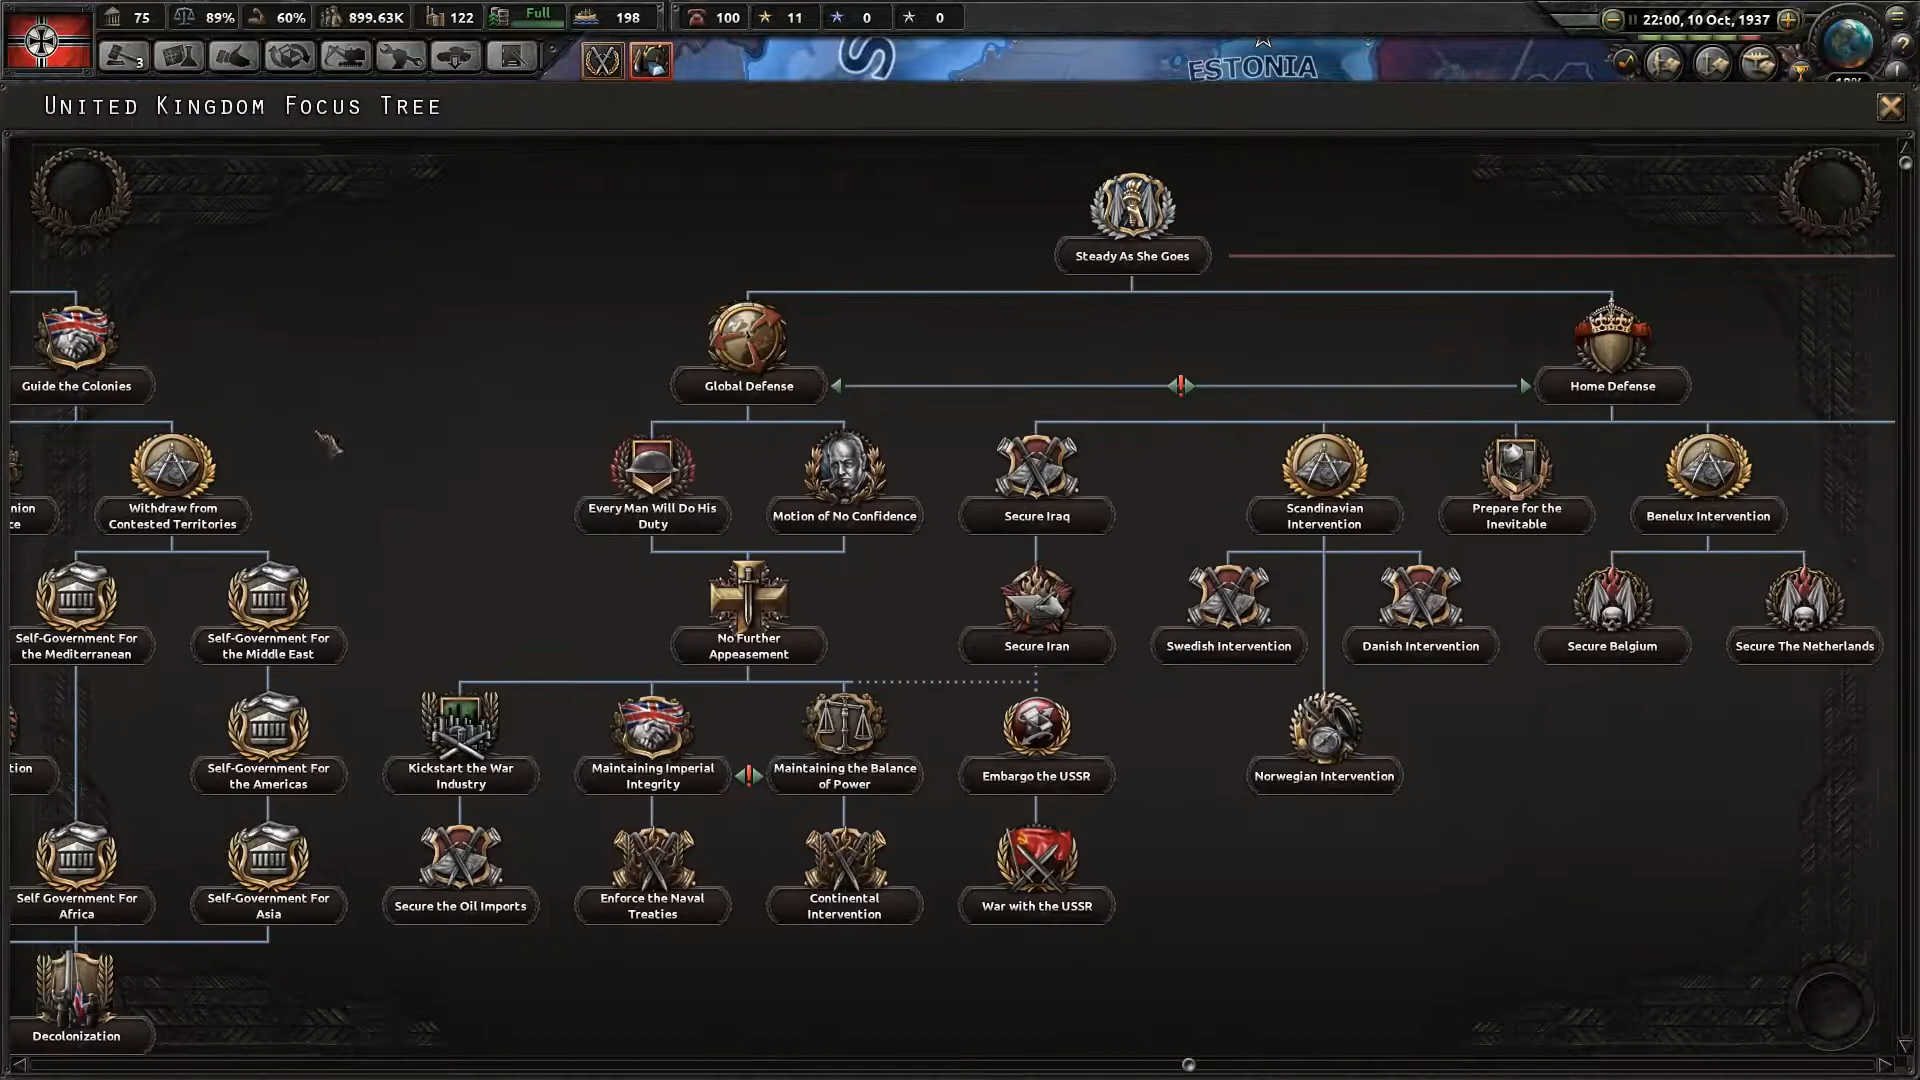 75
89%
60%
899.63K
122
Full
198
100
11
0
0
22:00, 10 Oct, 1937
3
ESTONIA
UNITED KINGDOM FOCUS TREE
Steady As She Goes
Guide the Colonies
Global Defense
Home Defense
Withdraw from
Contested Territories
Every Man Will Do His
Duty
Motion of No Confidence
Secure Iraq
Scandinavian
Intervention
Prepare for the
Inevitable
Benelux Intervention
Self-Government For
the Mediterranean
Self-Government For
the Middle East
No Further
Appeasement
Secure Iran
Swedish Intervention
Danish Intervention
Secure Belgium
Secure The Netherlands
Self-Government For
the Americas
Kickstart the War
Industry
Maintaining Imperial
Integrity
Maintaining the Balance
of Power
Embargo the USSR
Norwegian Intervention
Self Government For
Africa
Self-Government For
Asia
Secure the Oil Imports
Enforce the Naval
Treaties
Continental
Intervention
War with the USSR
Decolonization